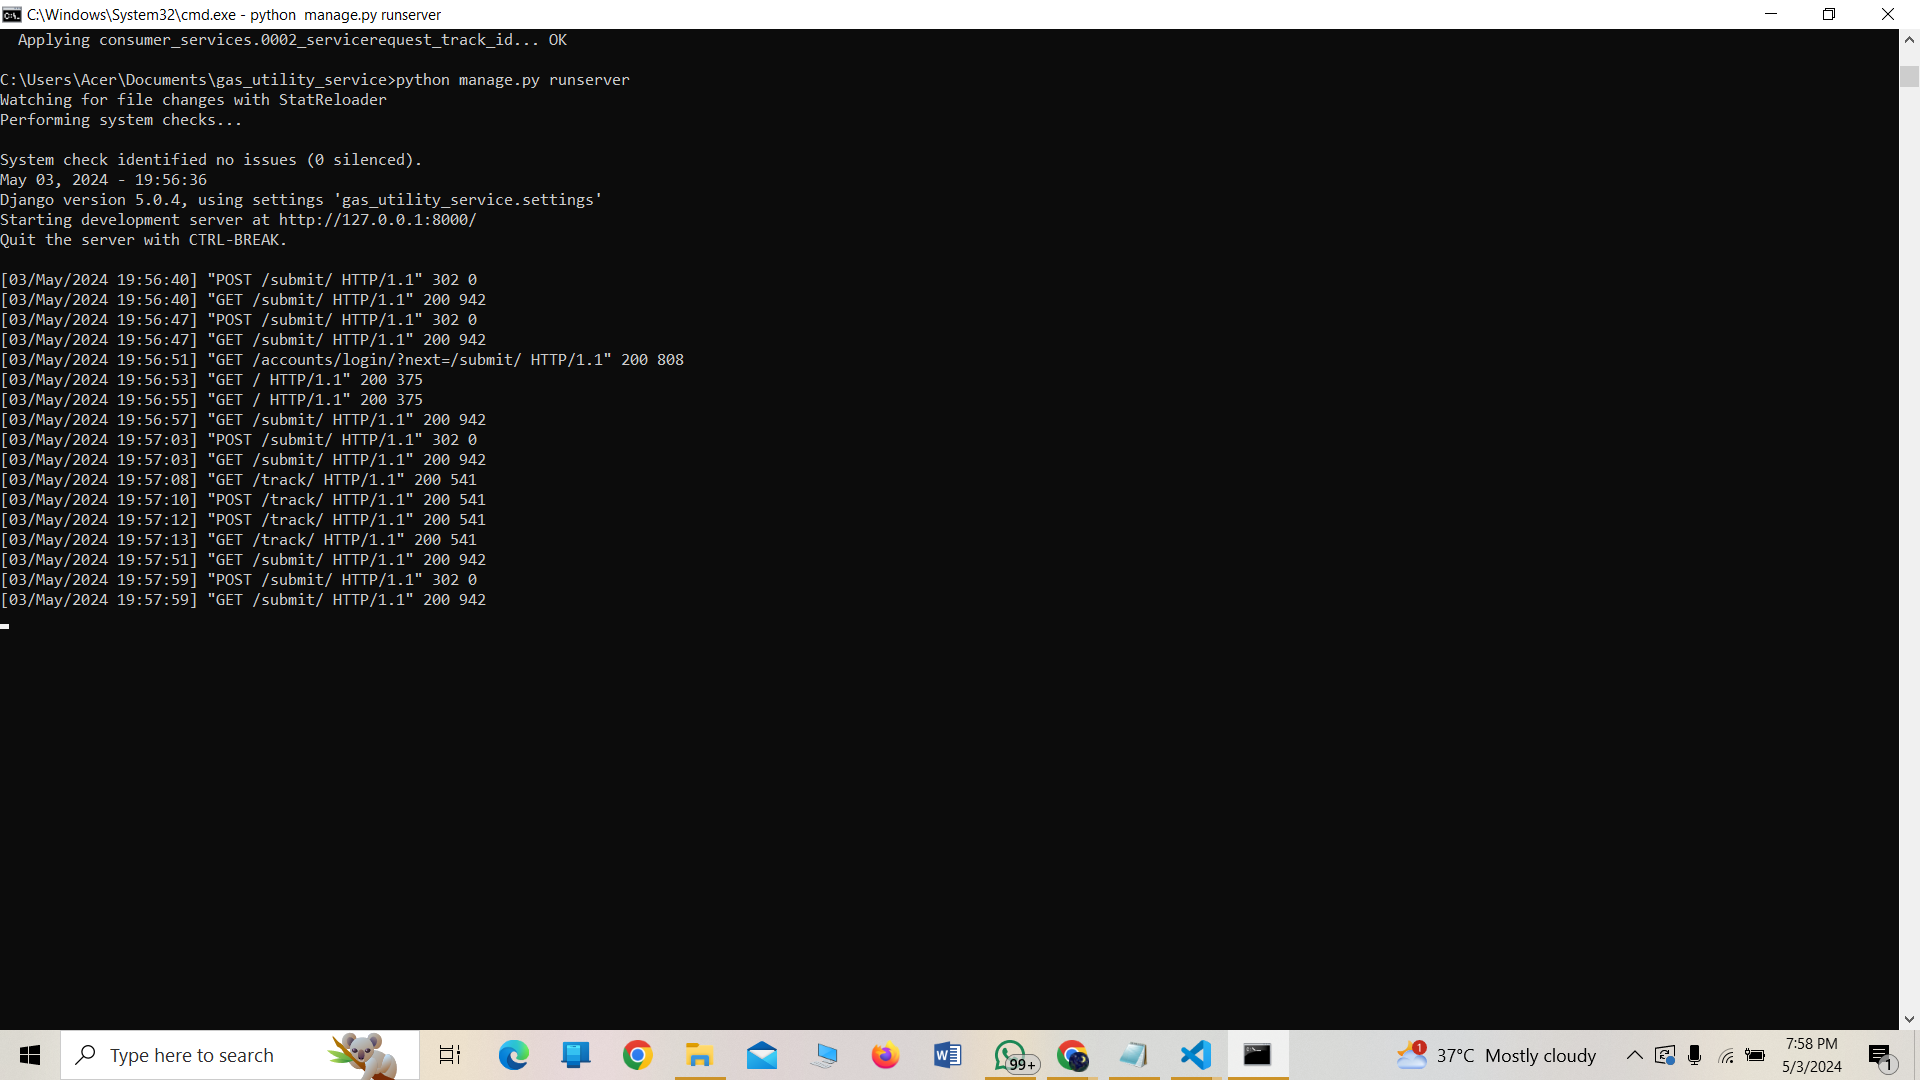 C:\Windows\System32\cmd.exe - python  manage.py runserver
  Applying consumer_services.0002_servicerequest_track_id... OK
C:\Users\Acer\Documents\gas_utility_service>python manage.py runserver
Watching for file changes with StatReloader
Performing system checks...
System check identified no issues (0 silenced).
May 03, 2024 - 19:56:36
Django version 5.0.4, using settings 'gas_utility_service.settings'
Starting development server at http://127.0.0.1:8000/
Quit the server with CTRL-BREAK.
[03/May/2024 19:56:40] "POST /submit/ HTTP/1.1" 302 0
[03/May/2024 19:56:40] "GET /submit/ HTTP/1.1" 200 942
[03/May/2024 19:56:47] "POST /submit/ HTTP/1.1" 302 0
[03/May/2024 19:56:47] "GET /submit/ HTTP/1.1" 200 942
[03/May/2024 19:56:51] "GET /accounts/login/?next=/submit/ HTTP/1.1" 200 808
[03/May/2024 19:56:53] "GET / HTTP/1.1" 200 375
[03/May/2024 19:56:55] "GET / HTTP/1.1" 200 375
[03/May/2024 19:56:57] "GET /submit/ HTTP/1.1" 200 942
[03/May/2024 19:57:03] "POST /submit/ HTTP/1.1" 302 0
[03/May/2024 19:57:03] "GET /submit/ HTTP/1.1" 200 942
[03/May/2024 19:57:08] "GET /track/ HTTP/1.1" 200 541
[03/May/2024 19:57:10] "POST /track/ HTTP/1.1" 200 541
[03/May/2024 19:57:12] "POST /track/ HTTP/1.1" 200 541
[03/May/2024 19:57:13] "GET /track/ HTTP/1.1" 200 541
[03/May/2024 19:57:51] "GET /submit/ HTTP/1.1" 200 942
[03/May/2024 19:57:59] "POST /submit/ HTTP/1.1" 302 0
[03/May/2024 19:57:59] "GET /submit/ HTTP/1.1" 200 942
Type here to search
99+
1
37°C Mostly cloudy
7:58 PM
5/3/2024
1